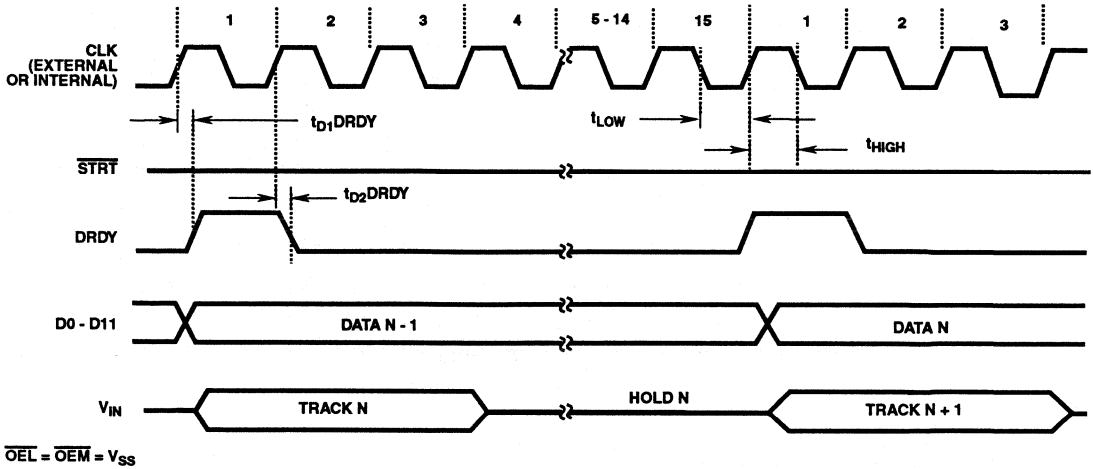 1 2 3 4 5 - 14 15 1 2 3
CLK
(EXTERNAL
OR INTERNAL)
tD1DRDY
tLOW
tHIGH
STRT
tD2DRDY
DRDY
D0 - D11
DATA N - 1
DATA N
VIN
TRACK N
HOLD N
TRACK N + 1
OEL = OEM = VSS